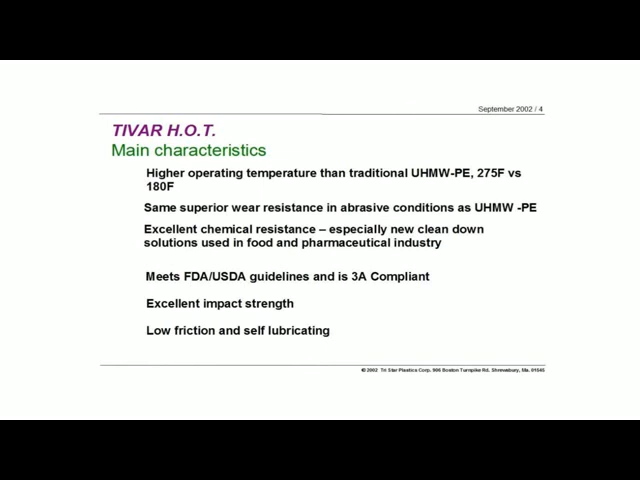 September 2002 / 4
TIVAR H.O.T.
Main characteristics
Higher operating temperature than traditional UHMW-PE, 275F vs
180F
Same superior wear resistance in abrasive conditions as UHMW -PE
Excellent chemical resistance – especially new clean down
solutions used in food and pharmaceutical industry
Meets FDA/USDA guidelines and is 3A Compliant
Excellent impact strength
Low friction and self lubricating
© 2002 Tri Star Plastics Corp. 906 Boston Turnpike Rd. Shrewsbury, Ma. 01545